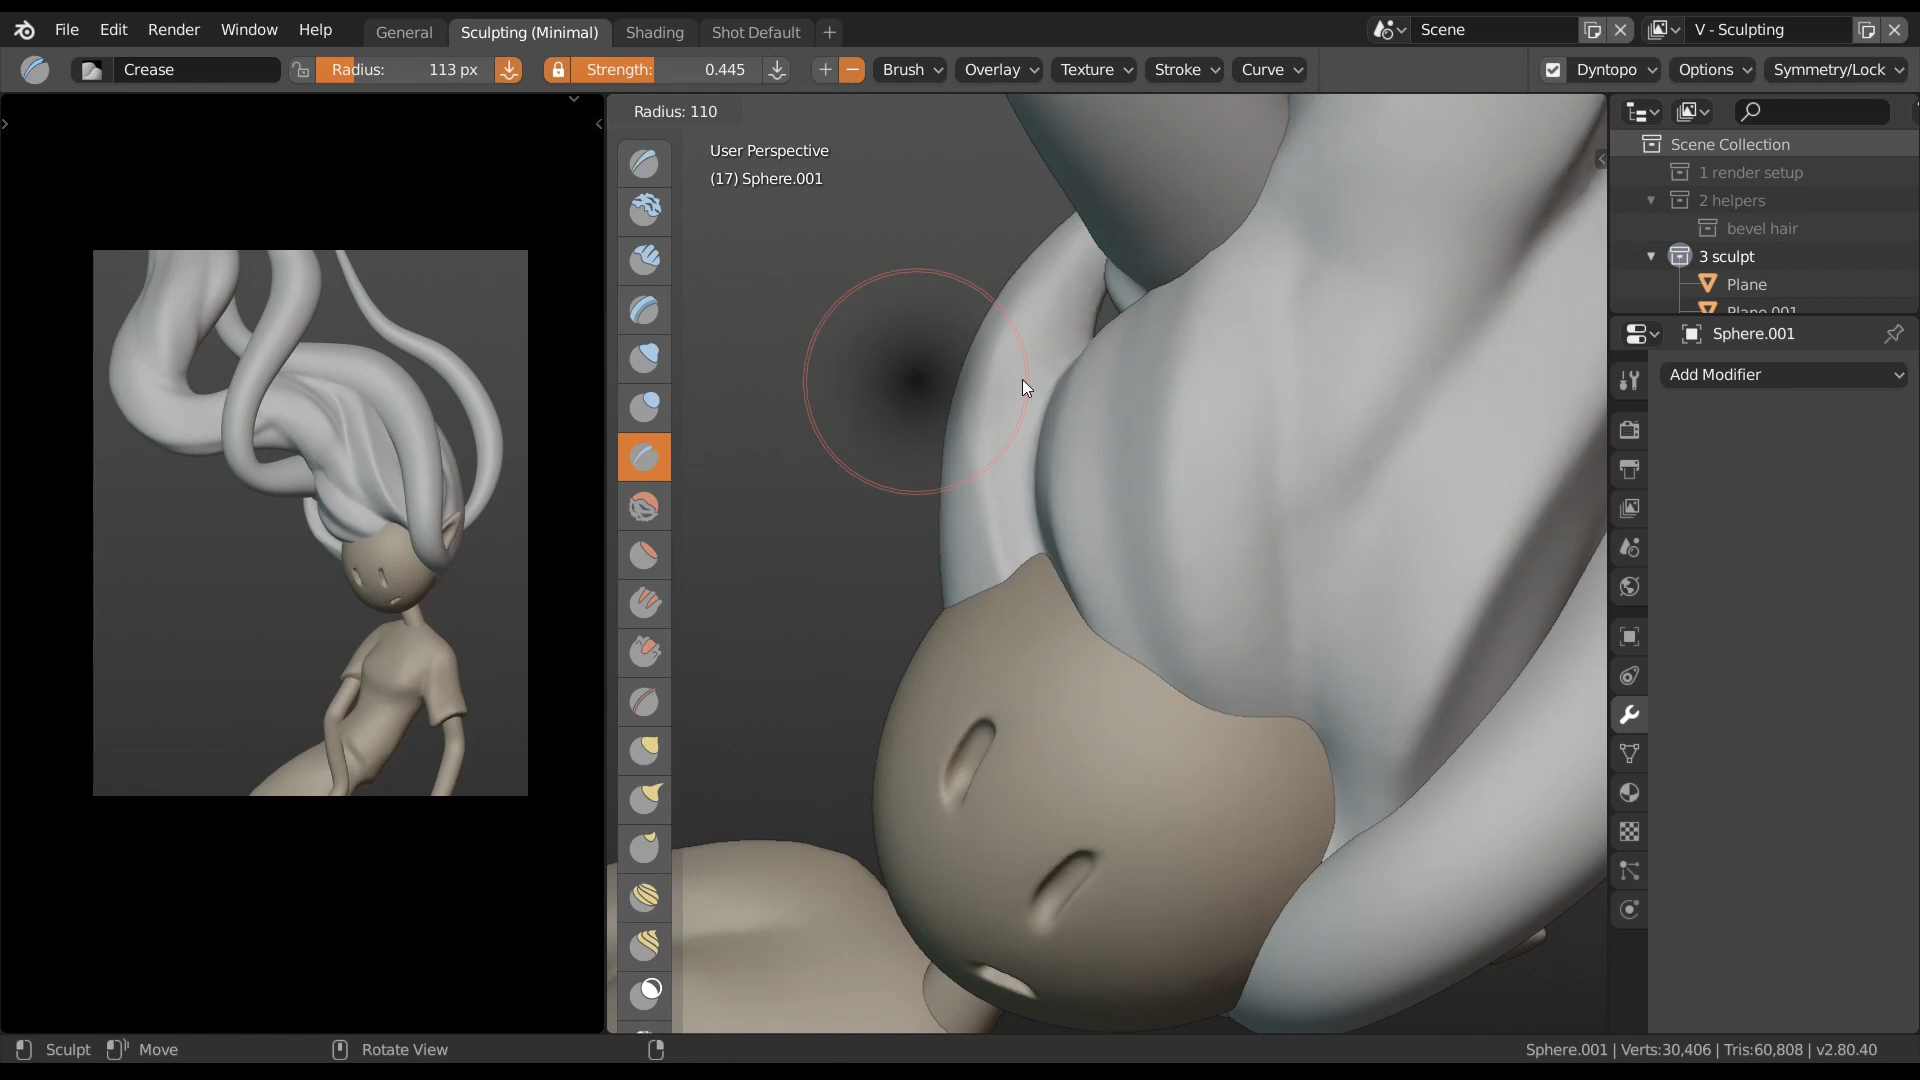 File Edit Render Window Help General Sculpting (Minimal) Shading Shot Default + Scene V - Sculpting
Crease Radius: 113 px Strength: 0.445 Brush Overlay Texture Stroke Curve Dyntopo Options Symmetry/Lock
Radius: 110
User Perspective
(17) Sphere.001
Scene Collection
1 render setup
2 helpers
bevel hair
3 sculpt
Plane
Plane.001
Sphere.001
Add Modifier
Sculpt Move Rotate View Sphere.001 | Verts:30,406 | Tris:60,808 | v2.80.40